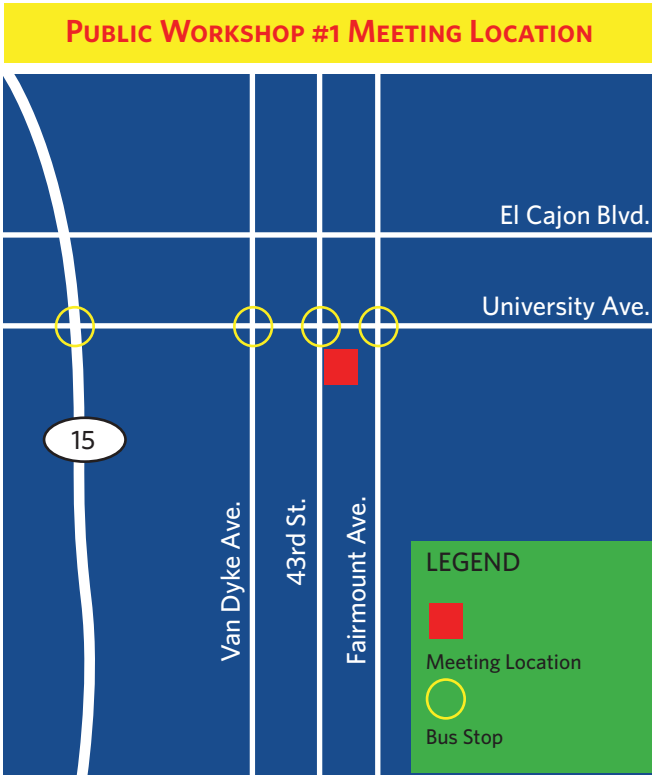 PUBLIC WORKSHOP #1 MEETING LOCATION
El Cajon Blvd.
University Ave.
15
Van Dyke Ave.
43rd St.
Fairmount Ave.
LEGEND
Meeting Location
Bus Stop